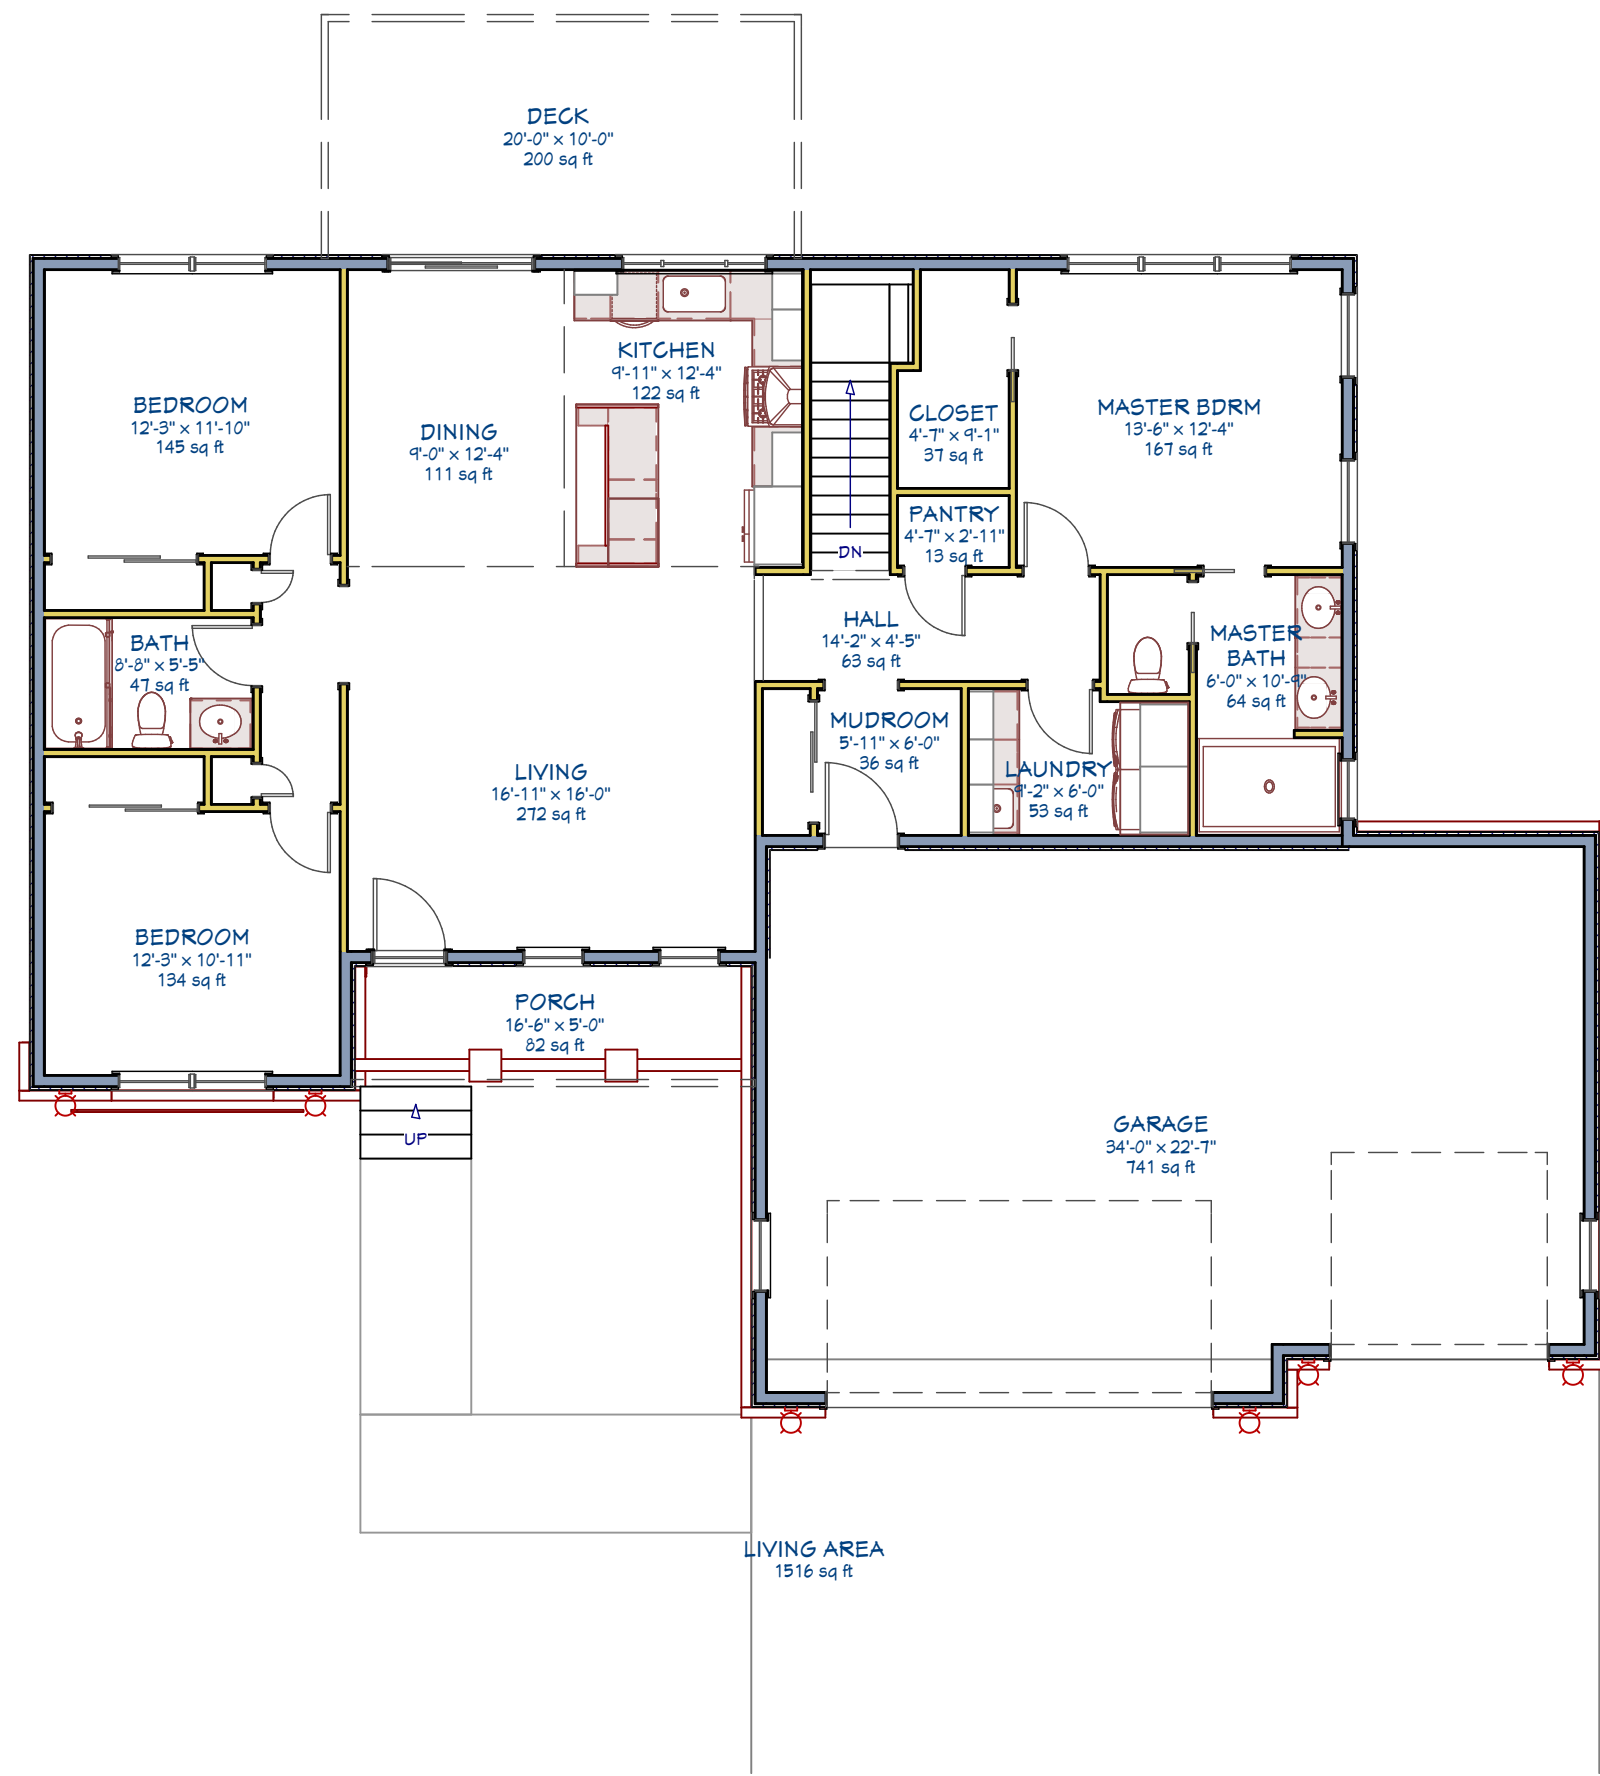 DECK
20'-0" × 10'-0"
200 sq ft
KITCHEN
9'-11" × 12'-4"
122 sq ft
BEDROOM
12'-3" × 11'-10"
145 sq ft
DINING
9'-0" × 12'-4"
111 sq ft
CLOSET
4'-7" × 9'-1"
37 sq ft
MASTER BDRM
13'-6" × 12'-4"
167 sq ft
PANTRY
4'-7" × 2'-11"
13 sq ft
DN
HALL
14'-2" × 4'-5"
63 sq ft
BATH
8'-8" × 5'-5"
47 sq ft
MASTER
BATH
6'-0" × 10'-9"
64 sq ft
MUDROOM
5'-11" × 6'-0"
36 sq ft
LAUNDRY
9'-2" × 6'-0"
53 sq ft
LIVING
16'-11" × 16'-0"
272 sq ft
BEDROOM
12'-3" × 10'-11"
134 sq ft
PORCH
16'-6" × 5'-0"
82 sq ft
UP
GARAGE
34'-0" × 22'-7"
741 sq ft
LIVING AREA
1516 sq ft